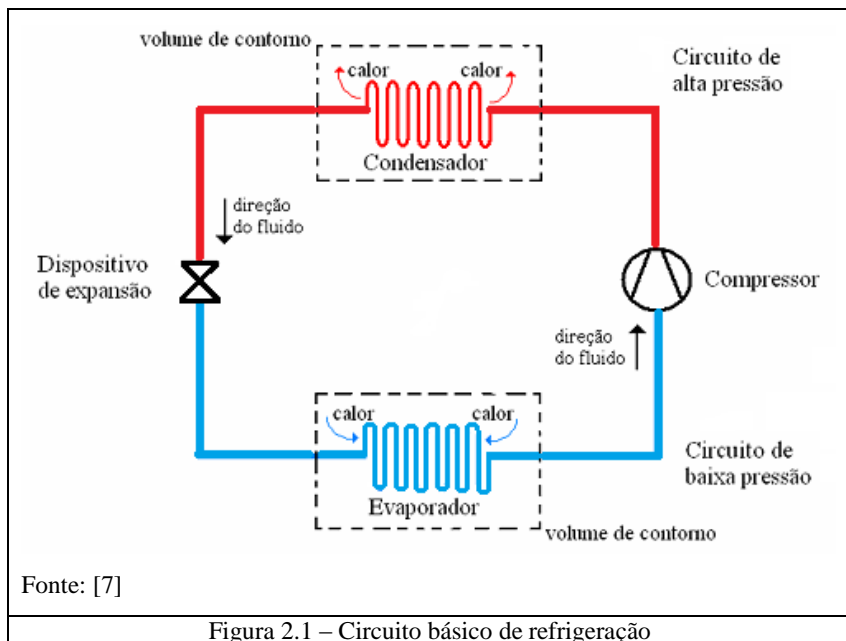 volume de contorno
calor
calor
Condensador
Circuito de
alta pressão
direção
do fluido
Dispositivo
de expansão
Compressor
direção
do fluido
calor
calor
Evaporador
Circuito de
baixa pressão
volume de contorno
Fonte: [7]
Figura 2.1 – Circuito básico de refrigeração